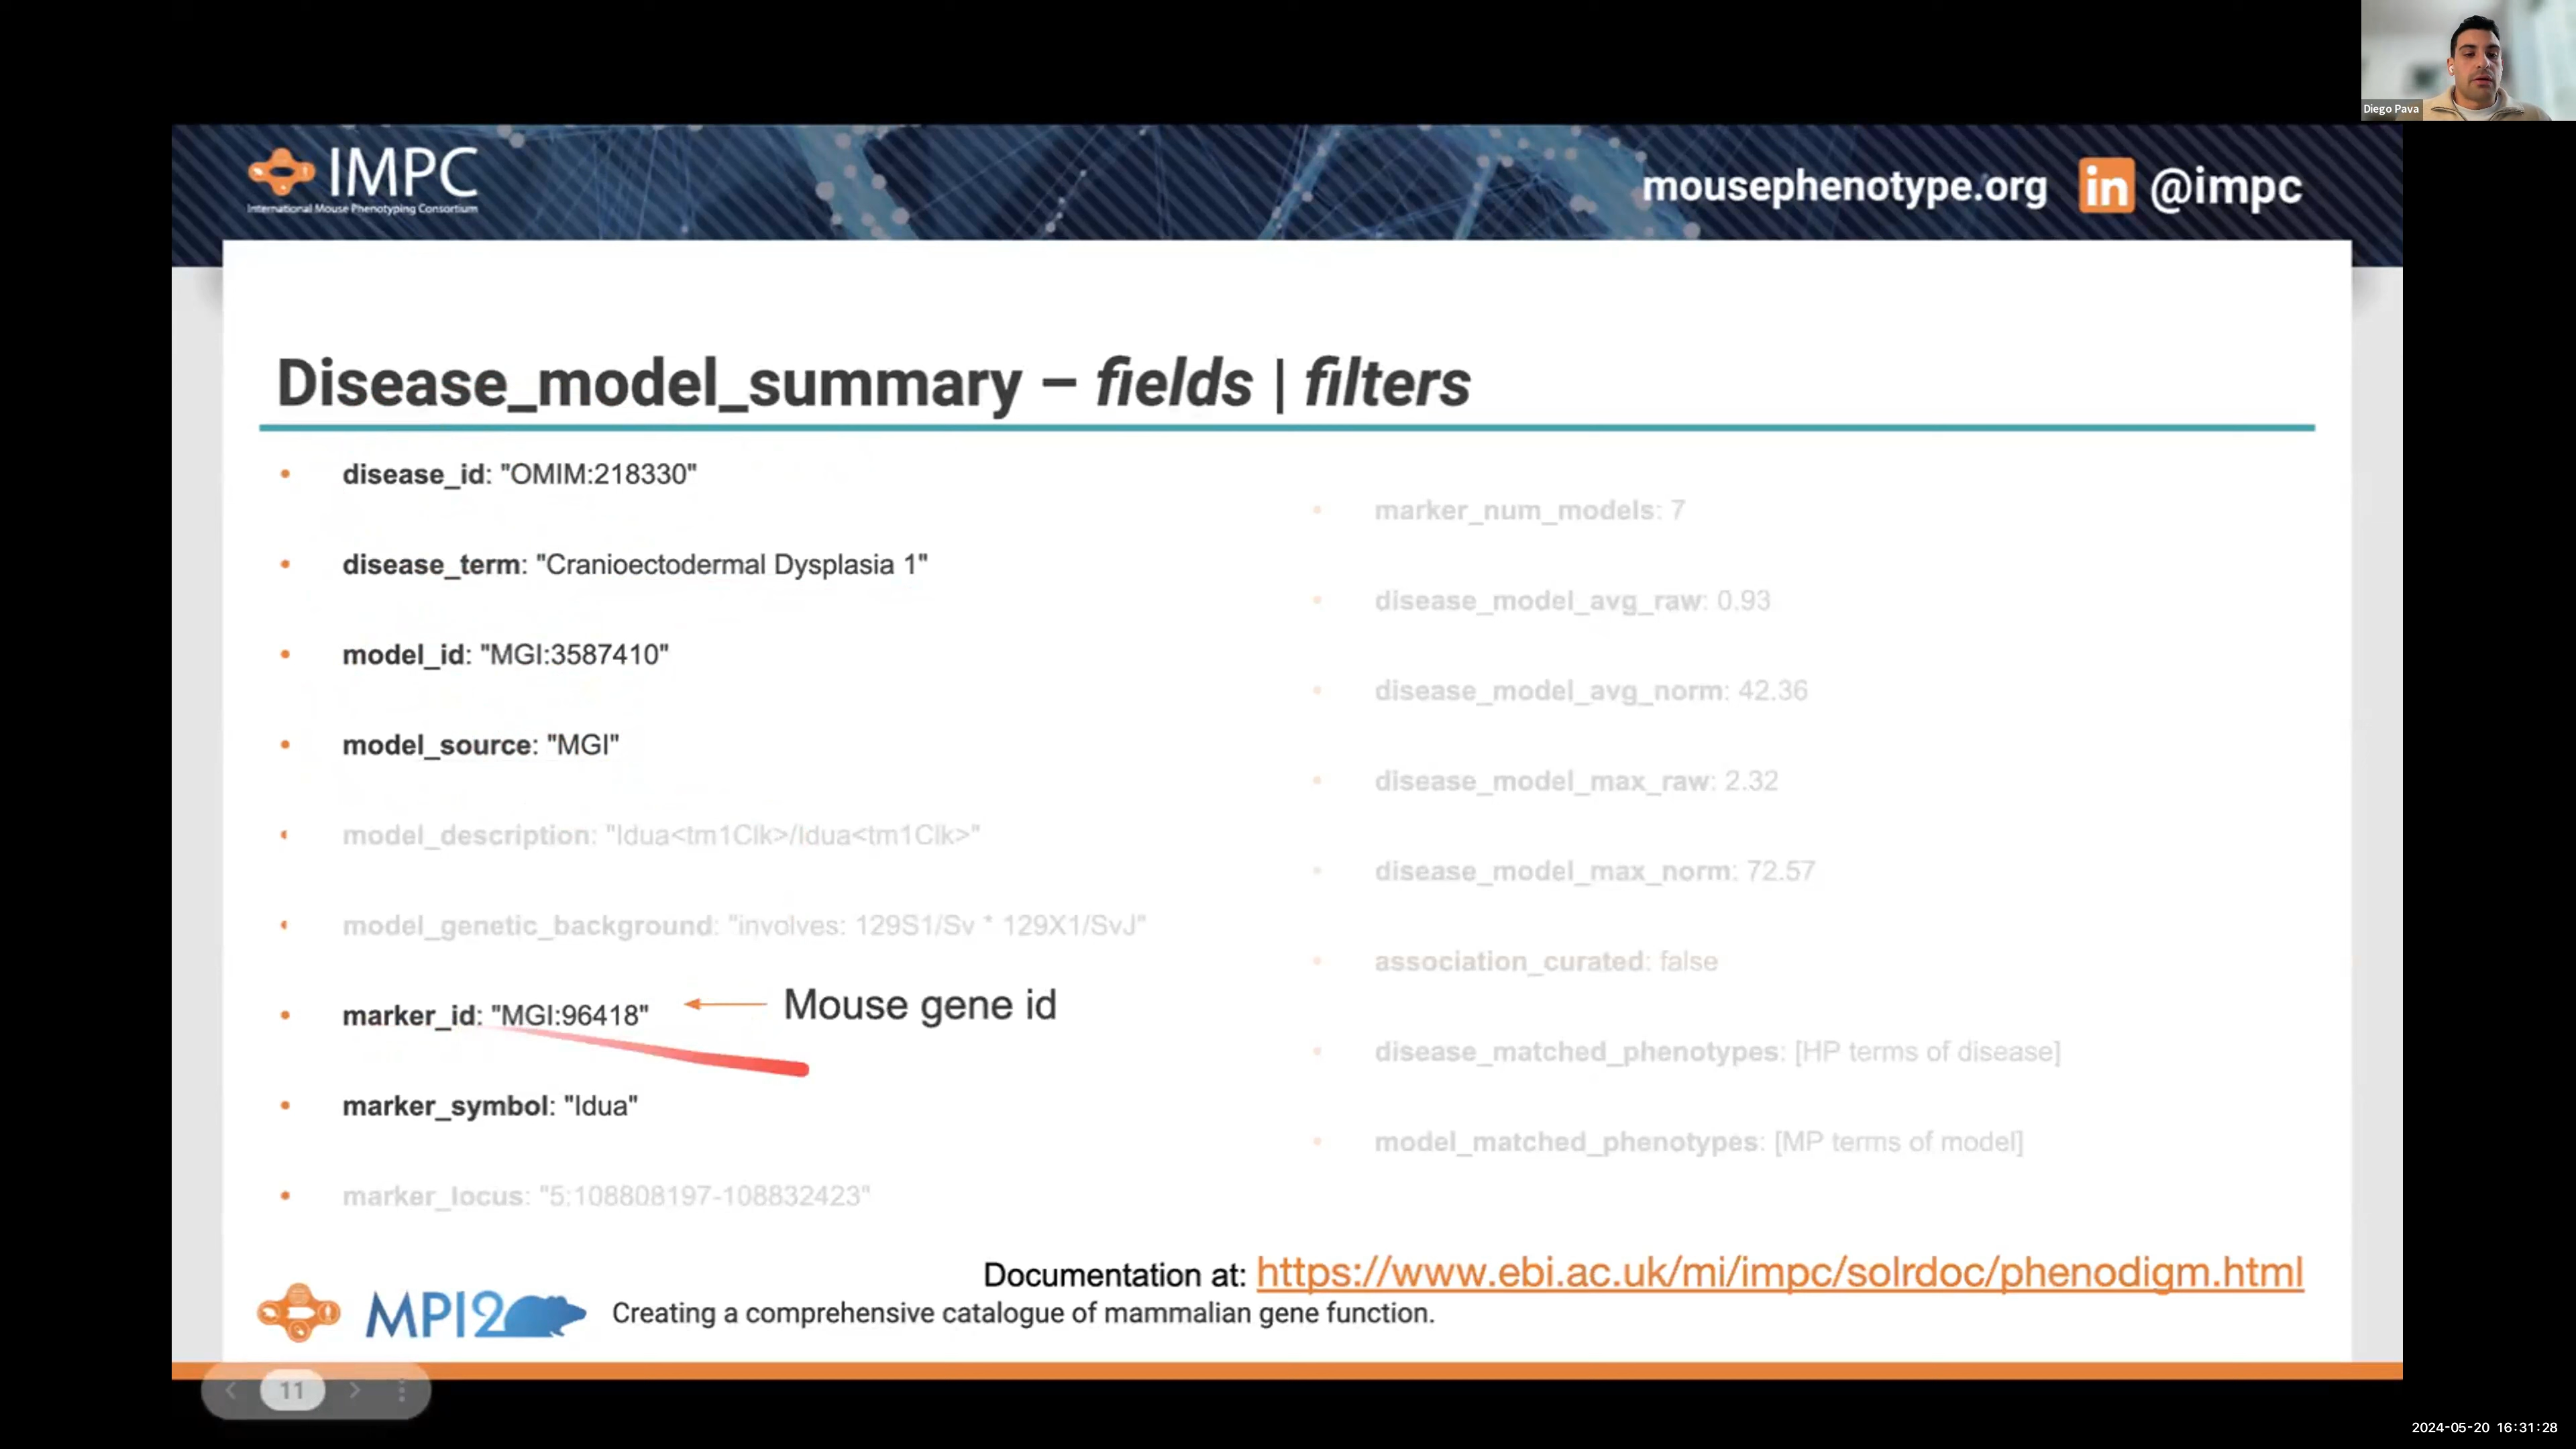 Diego Pava
IMPC
International Mouse Phenotyping Consortium
mousephenotype.org in @impc
Disease_model_summary – fields | filters
• disease_id: "OMIM:218330"
• disease_term: "Cranioectodermal Dysplasia 1"
• model_id: "MGI:3587410"
• model_source: "MGI"
• model_description: "Idua<tm1Clk>/Idua<tm1Clk>"
• model_genetic_background: "involves: 129S1/Sv * 129X1/SvJ"
• marker_id: "MGI:96418"
Mouse gene id
• marker_symbol: "Idua"
• marker_locus: "5:108808197-108832423"
• marker_num_models: 7
• disease_model_avg_raw: 0.93
• disease_model_avg_norm: 42.36
• disease_model_max_raw: 2.32
• disease_model_max_norm: 72.57
• association_curated: false
• disease_matched_phenotypes: [HP terms of disease]
• model_matched_phenotypes: [MP terms of model]
Documentation at: https://www.ebi.ac.uk/mi/impc/solrdoc/phenodigm.html
MPI2 Creating a comprehensive catalogue of mammalian gene function.
11
2024-05-20 16:31:28